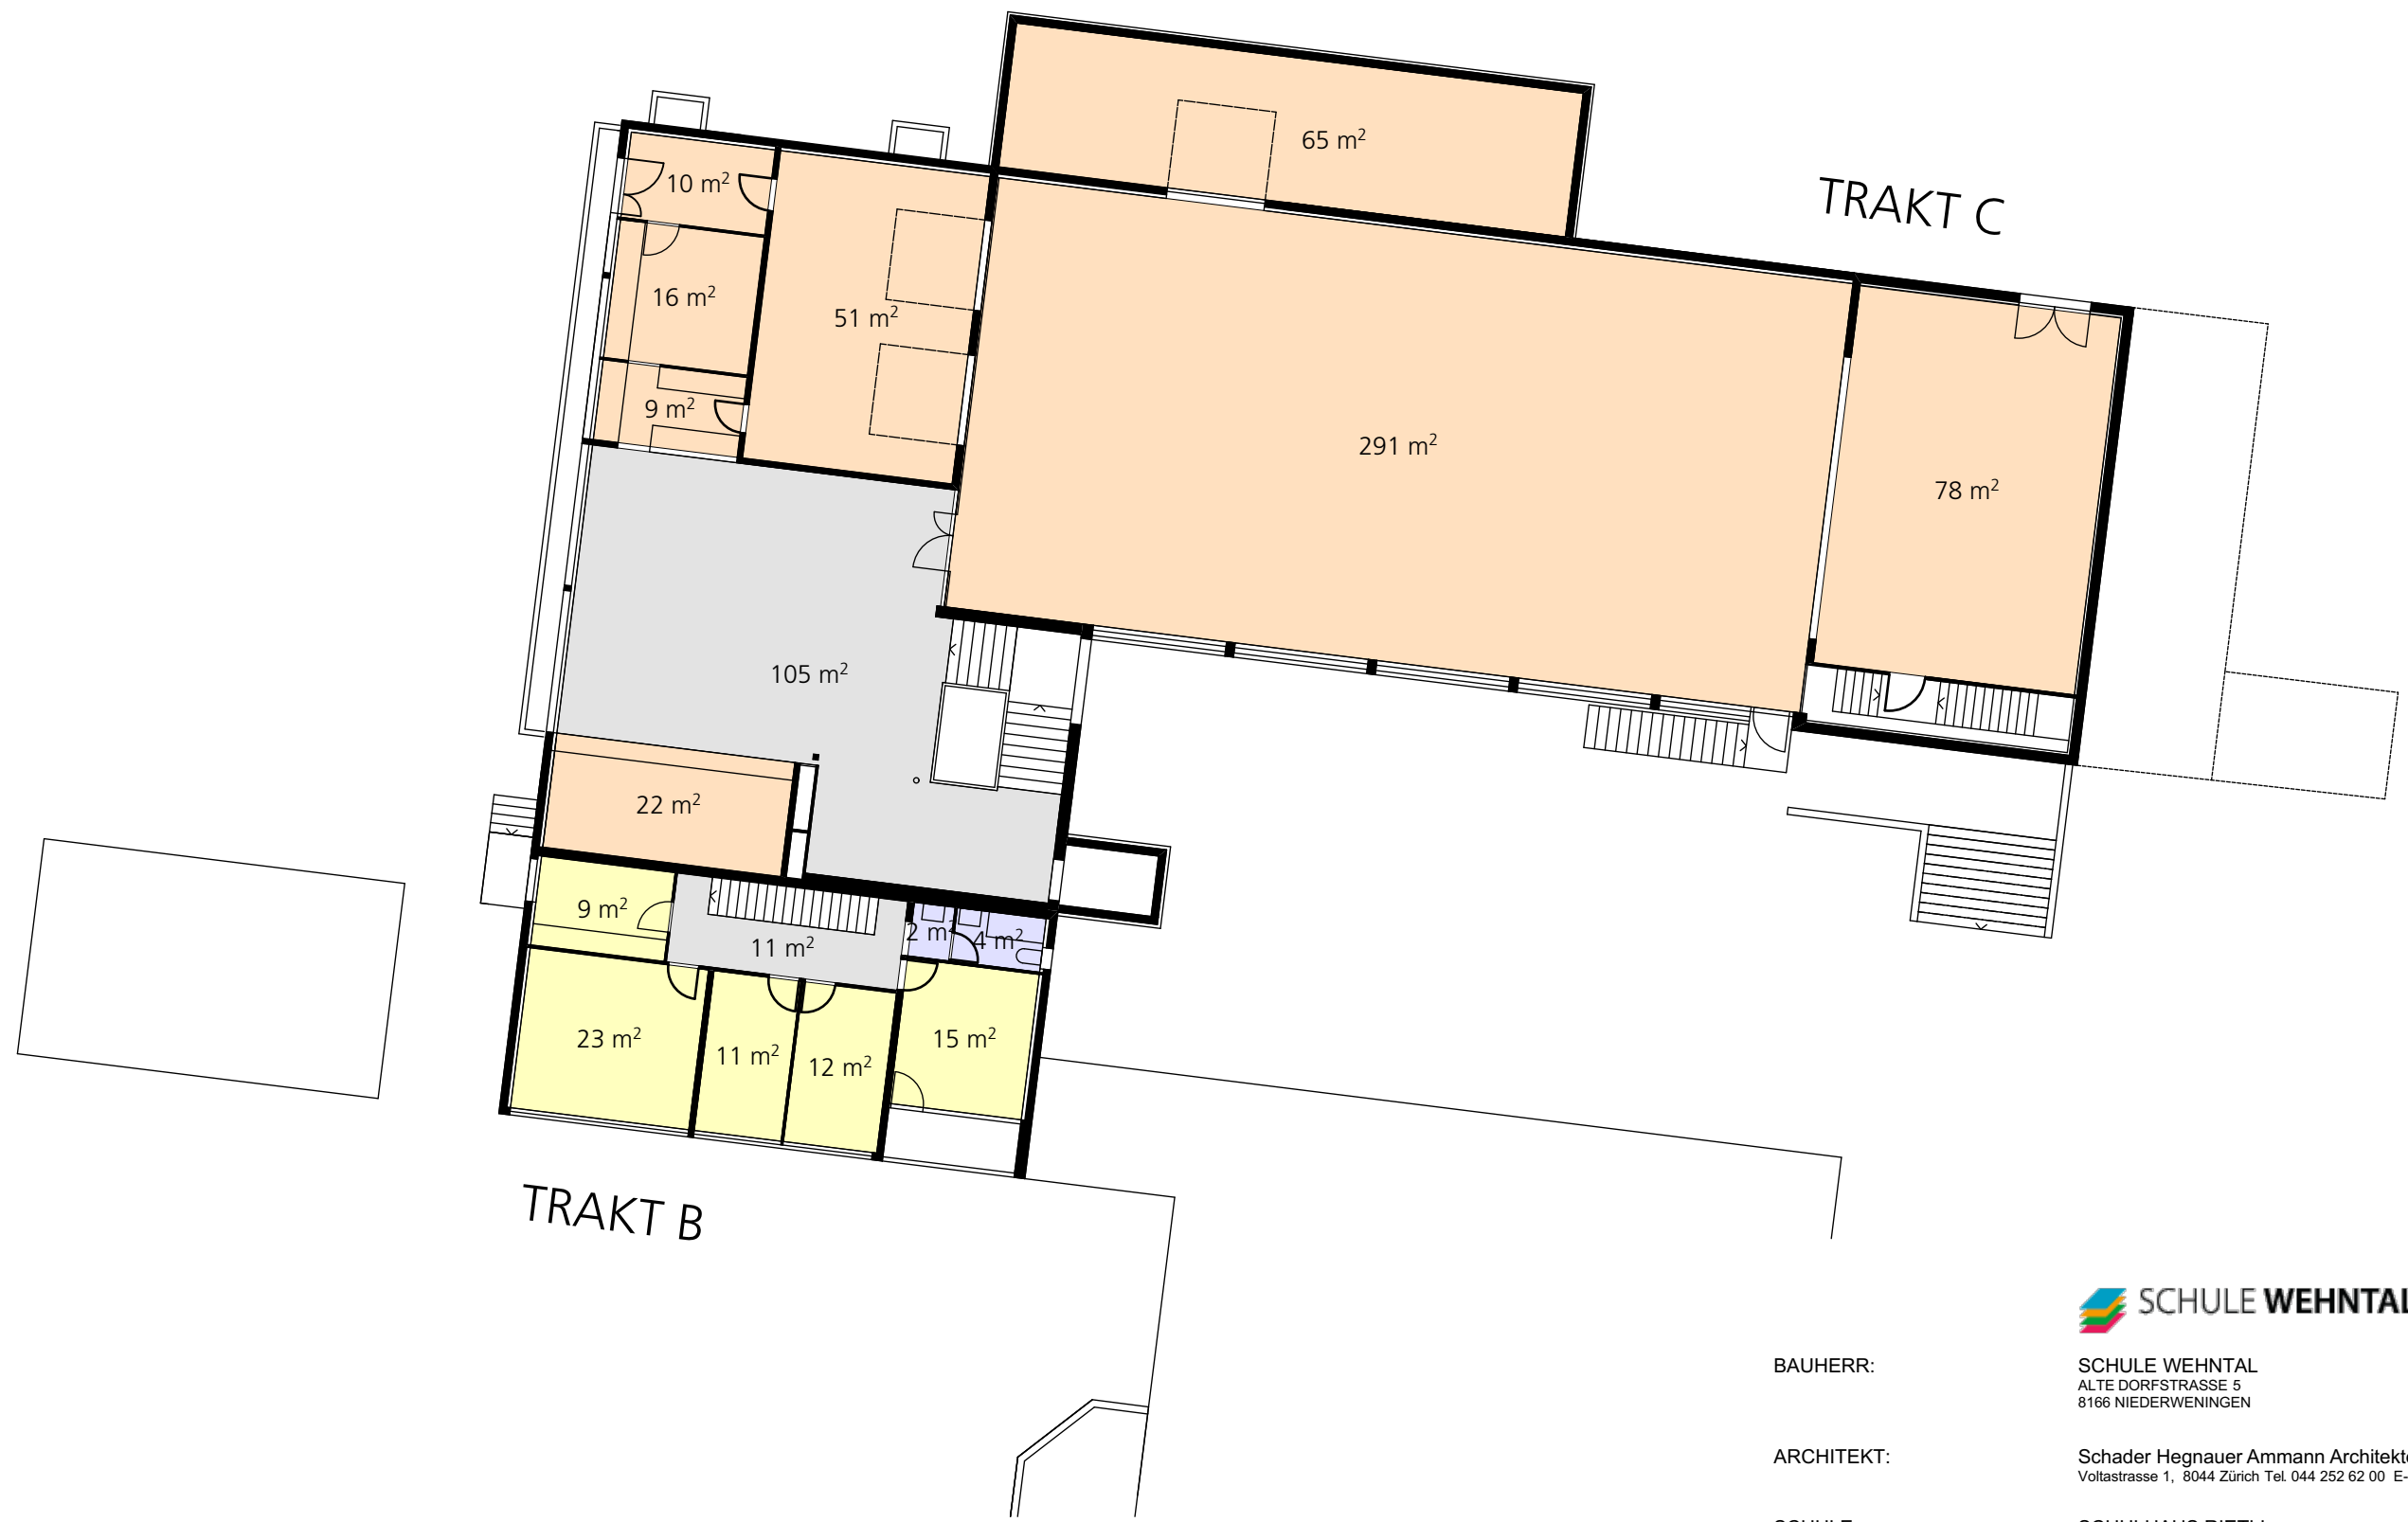 65 m²
TRAKT C
10 m²
16 m²
51 m²
9 m²
291 m²
78 m²
105 m²
22 m²
9 m²
11 m²
2 m²
4 m²
23 m²
11 m²
12 m²
15 m²
TRAKT B
SCHULE WEHNTAL
BAUHERR: SCHULE WEHNTAL
ALTE DORFSTRASSE 5
8166 NIEDERWENINGEN
ARCHITEKT: Schader Hegnauer Ammann
Voltastrasse 1, 8044 Zürich Tel. 044 252 62 00 E-